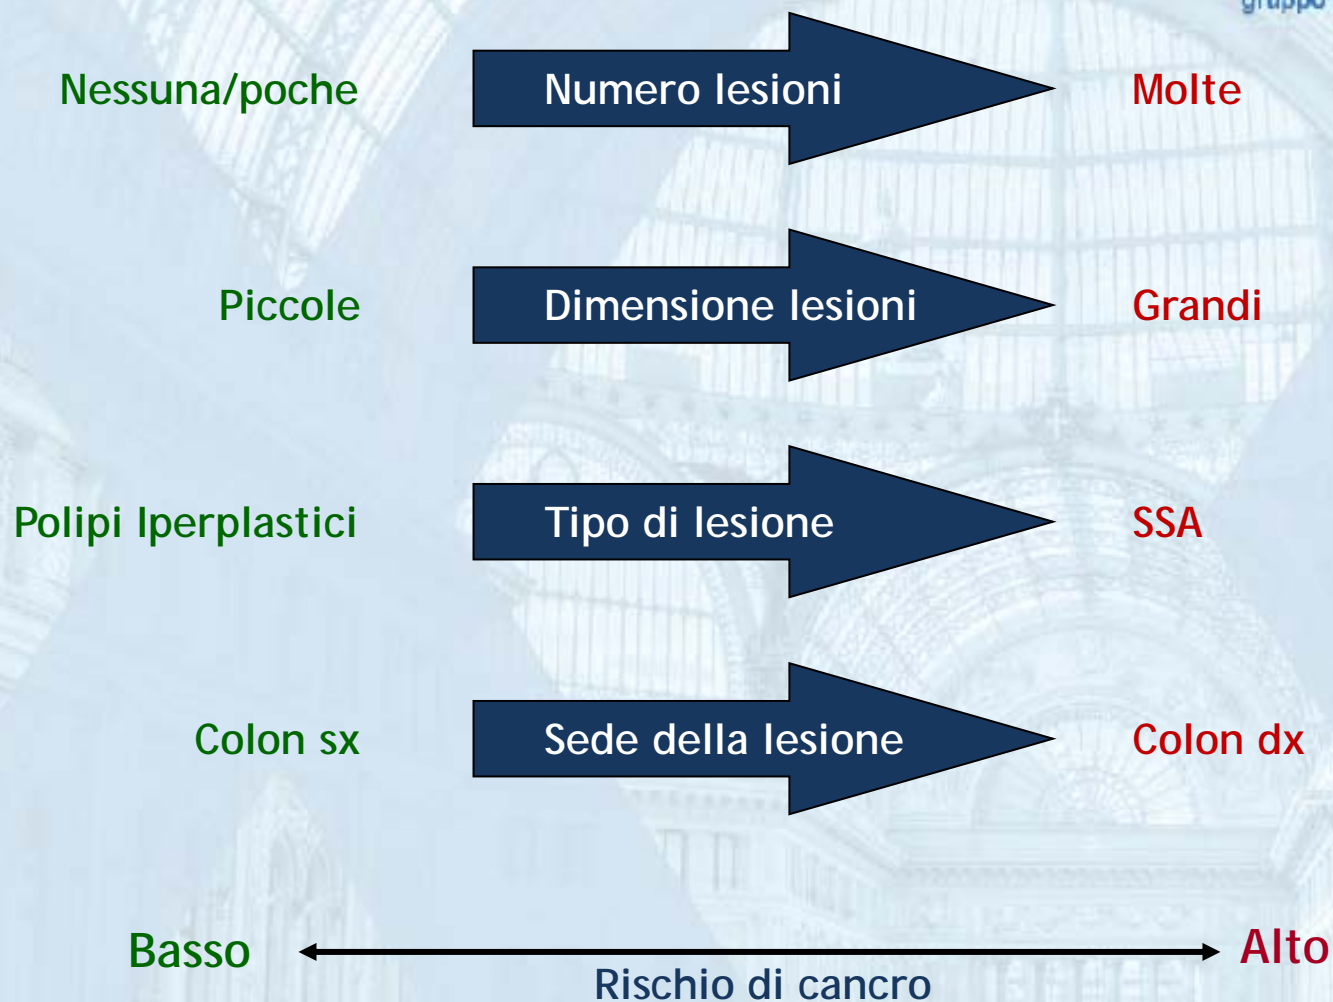 gruppo
Nessuna/poche Numero lesioni Molte
Piccole Dimensione lesioni Grandi
Polipi Iperplastici Tipo di lesione SSA
Colon sx Sede della lesione Colon dx
Basso Alto
Rischio di cancro